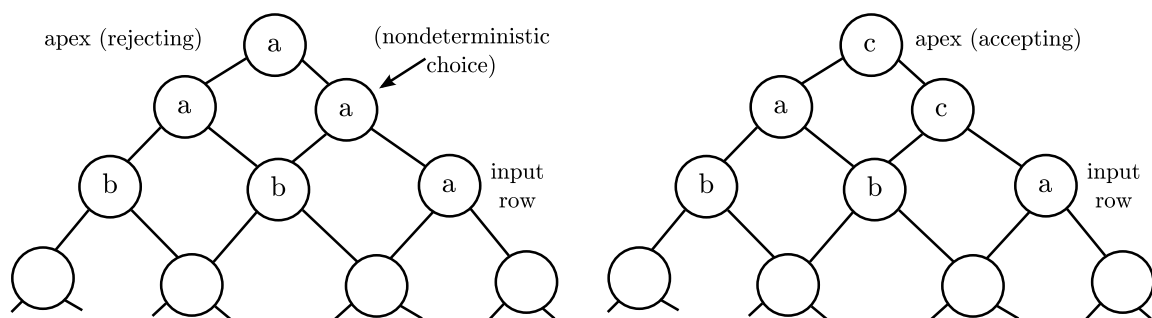 apex (rejecting)
a
(nondeterministic
choice)
a
a
b
b
a
input
row
c
apex (accepting)
a
c
b
b
a
input
row